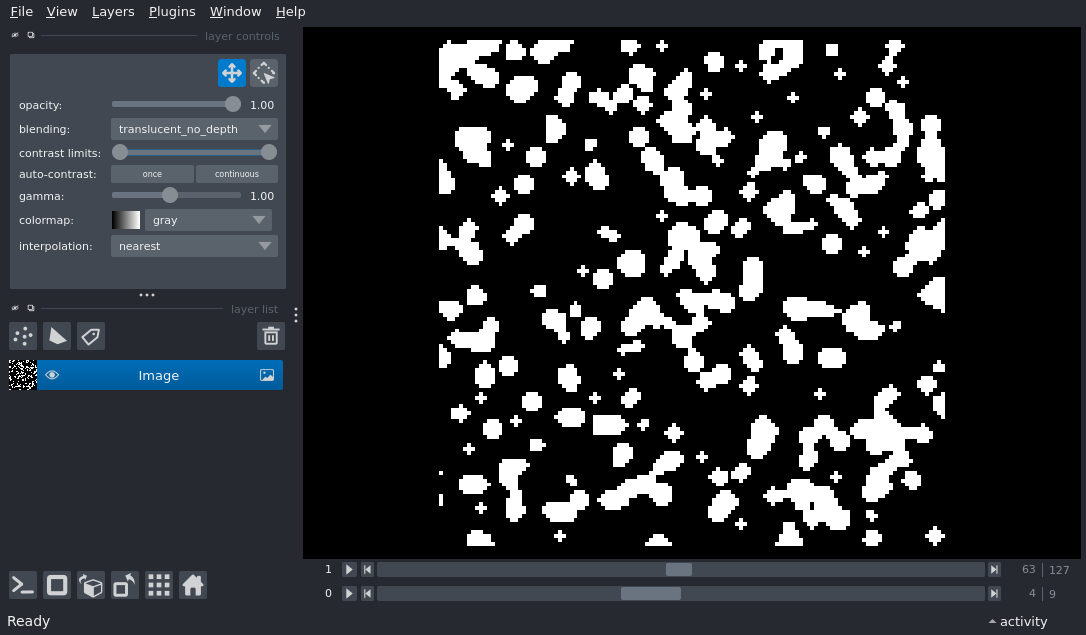 File View Layers Plugins Window Help
layer controls
opacity: 1.00
blending: translucent_no_depth
contrast limits:
auto-contrast: once continuous
gamma: 1.00
colormap: gray
interpolation: nearest
layer list
Image
1 63 127
0 4 9
Ready activity